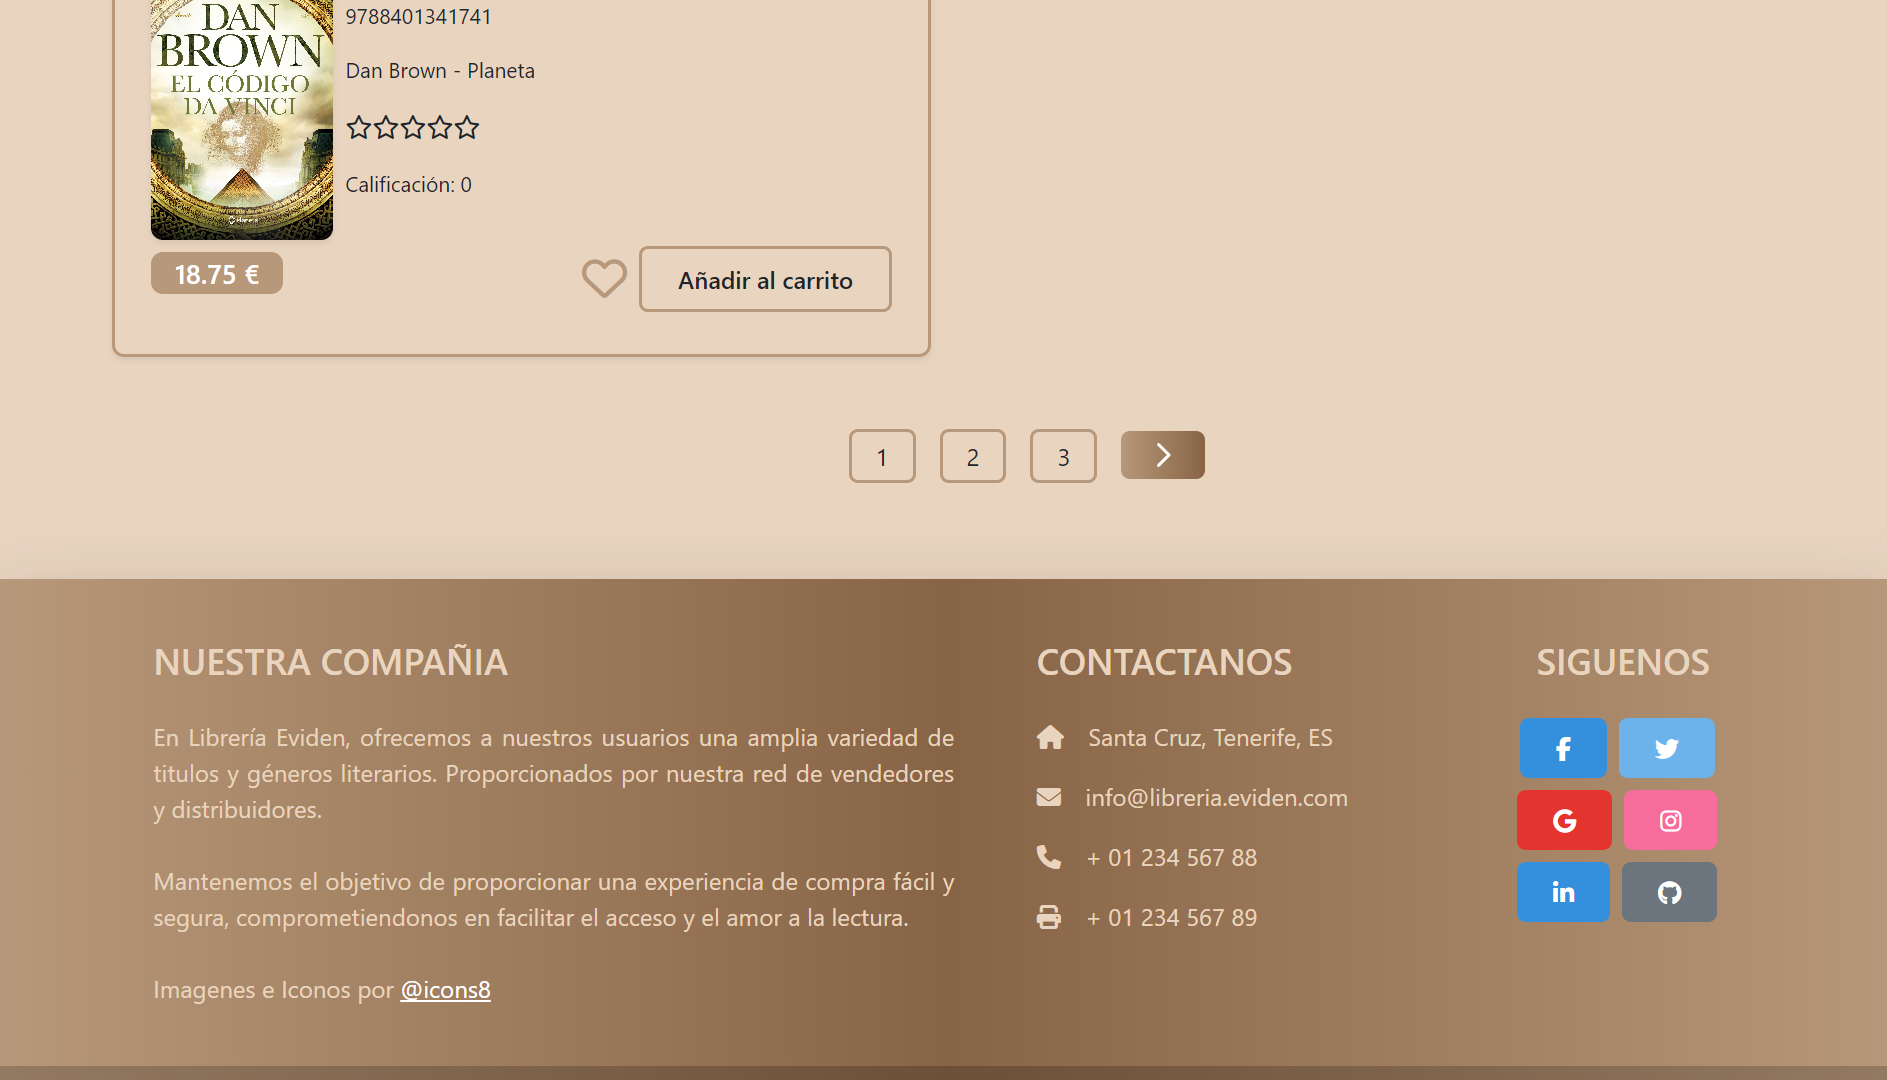 DAN
BROWN
EL CÓDIGO
DA VINCI
Planeta
9788401341741
Dan Brown - Planeta
Calificación: 0
18.75 €
Añadir al carrito
1
2
3
NUESTRA COMPAÑIA
En Librería Eviden, ofrecemos a nuestros usuarios una amplia variedad de
titulos y géneros literarios. Proporcionados por nuestra red de vendedores
y distribuidores.
Mantenemos el objetivo de proporcionar una experiencia de compra fácil y
segura, comprometiendonos en facilitar el acceso y el amor a la lectura.
Imagenes e Iconos por @icons8
CONTACTANOS
Santa Cruz, Tenerife, ES
info@libreria.eviden.com
+ 01 234 567 88
+ 01 234 567 89
SIGUENOS